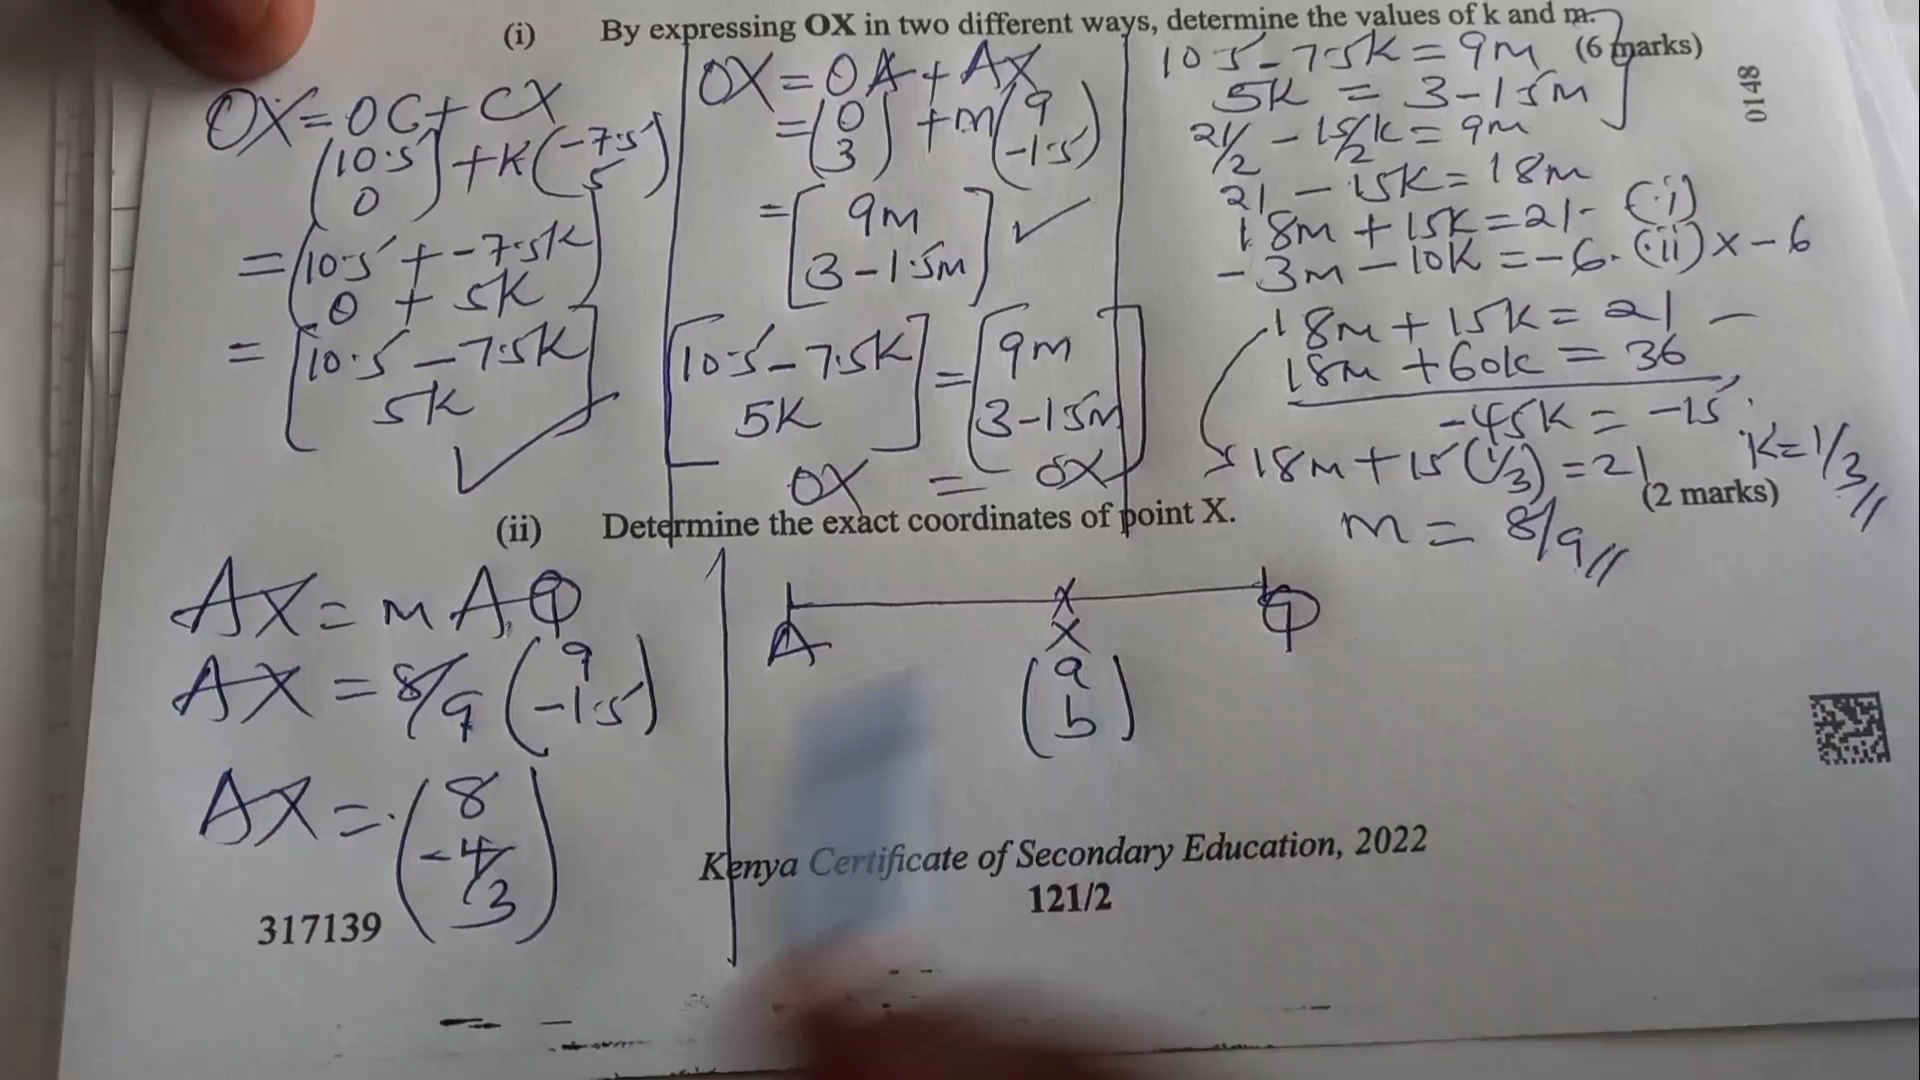 (i) By expressing OX in two different ways, determine the values of k and m.
(6 marks)
0148
OX = OC + CX
(10.5 0) + K(-7.5 5)
= (10.5 + -7.5K
0 + 5K)
= [10.5 - 7.5K
5K]
OX = OA + AX
= (0 3) + m(9 -1.5)
= [9m
3 - 1.5m]
[10.5 - 7.5K 5K] = [9m 3 - 1.5m]
OX = OX
10.5 - 7.5K = 9m
5K = 3 - 1.5m
21/2 - 15/2 K = 9m
21 - 15K = 18m
18m + 15K = 21 - (i)
-3m - 10K = -6. (ii) x -6
18m + 15K = 21 -
18m + 60K = 36
-45K = -15
K = 1/3 //
18m + 15(1/3) = 21
m = 8/9 //
(ii) Determine the exact coordinates of point X.
(2 marks)
AX = mAQ
AX = 8/9 (9 -1.5)
AX = (8 -4/3)
A X Q
X
(a b)
Kenya Certificate of Secondary Education, 2022
121/2
317139